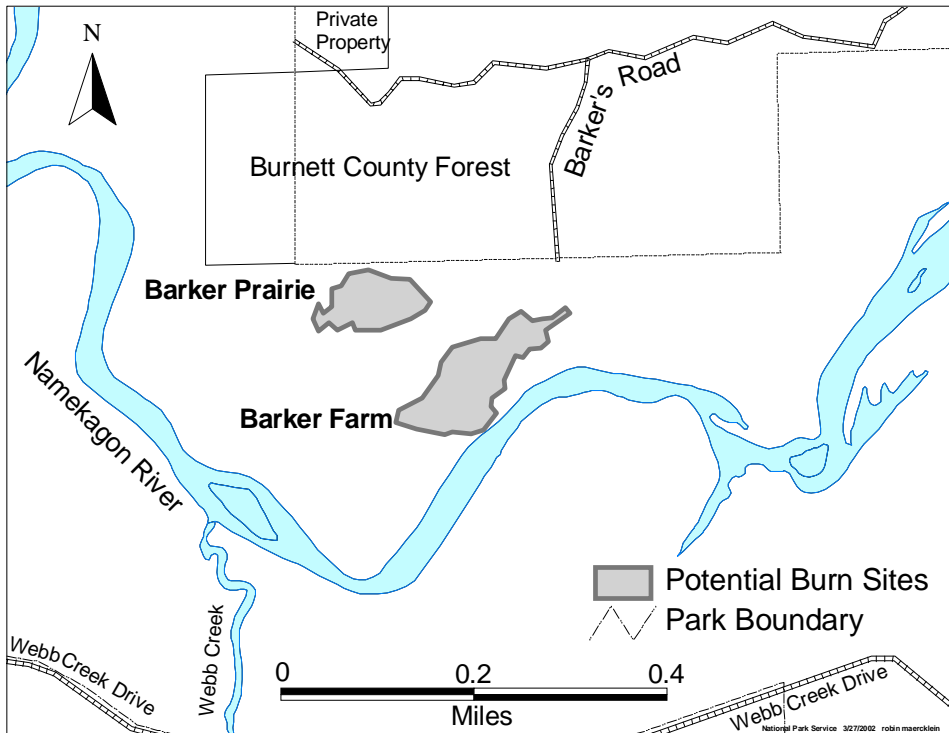 Private
Property
N
Barker's Road
Burnett County Forest
Barker Prairie
Barker Farm
Namekagon River
Potential Burn Sites
Park Boundary
Webb Creek
Webb Creek Drive
0 0.2 0.4
Miles
Webb Creek Drive
National Park Service 3/27/2002 robin maercklein